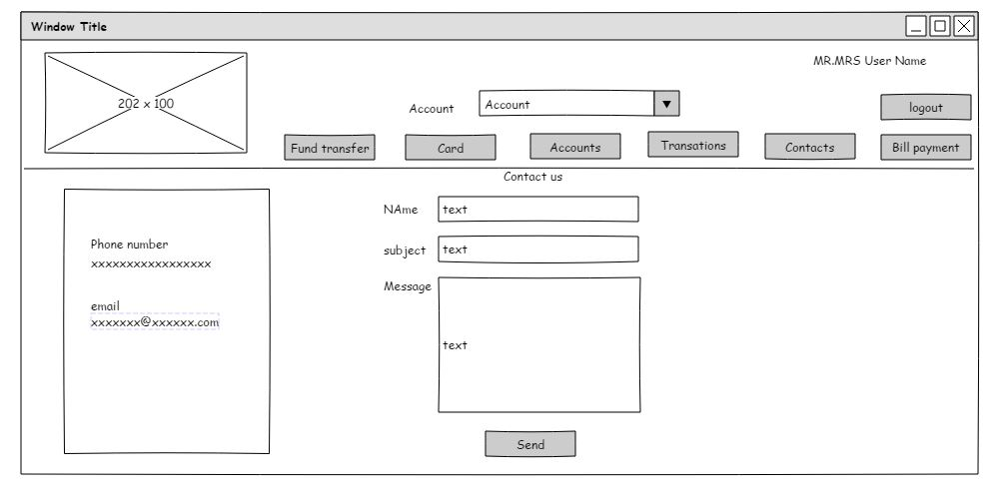 Window Title
MR.MRS User Name
202 x 100
Account
Account
logout
Fund transfer
Card
Accounts
Transations
Contacts
Bill payment
Contact us
NAme
text
subject
text
Message
text
Send
Phone number
xxxxxxxxxxxxxxxxx
email
xxxxxxx@xxxxxx.com